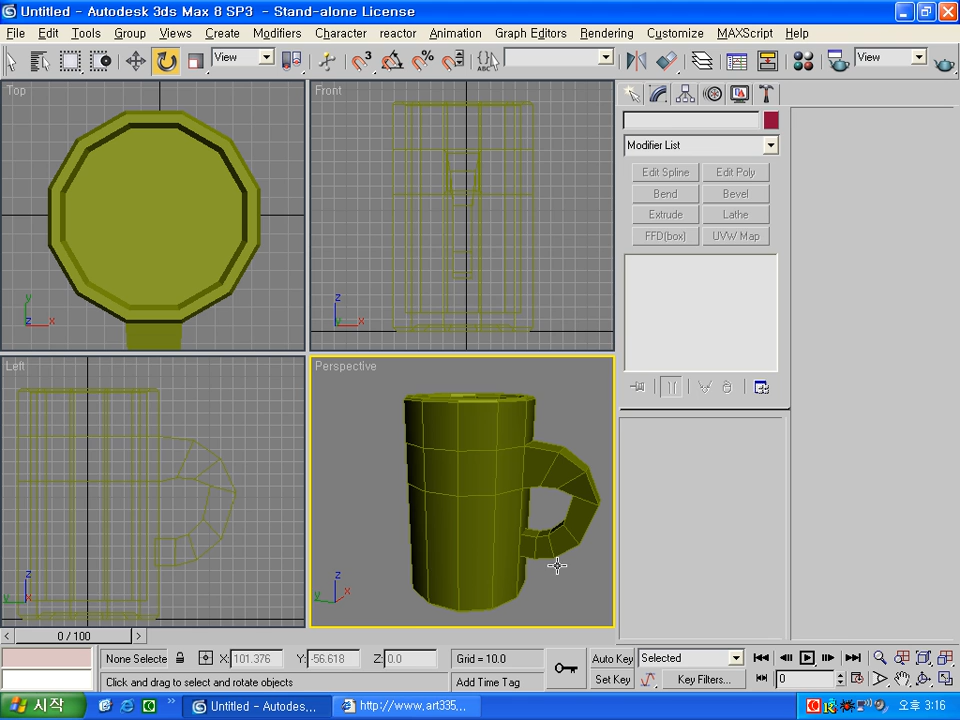 Untitled - Autodesk 3ds Max 8 SP3 - Stand-alone License
File Edit Tools Group Views Create Modifiers Character reactor Animation Graph Editors Rendering Customize MAXScript Help
View ABC View
Top Front
Modifier List
Edit Spline Edit Poly
Bend Bevel
Extrude Lathe
FFD(box) UVW Map
y x z
z x
z y
Left Perspective
z y
z y x
0 / 100
None Selecte X: 101.376 Y: -56.618 Z: 0.0 Grid = 10.0 Auto Key Selected
Click and drag to select and rotate objects Add Time Tag Set Key Key Filters... 0
시작 Untitled - Autodes... http://www.art335... 오후 3:16